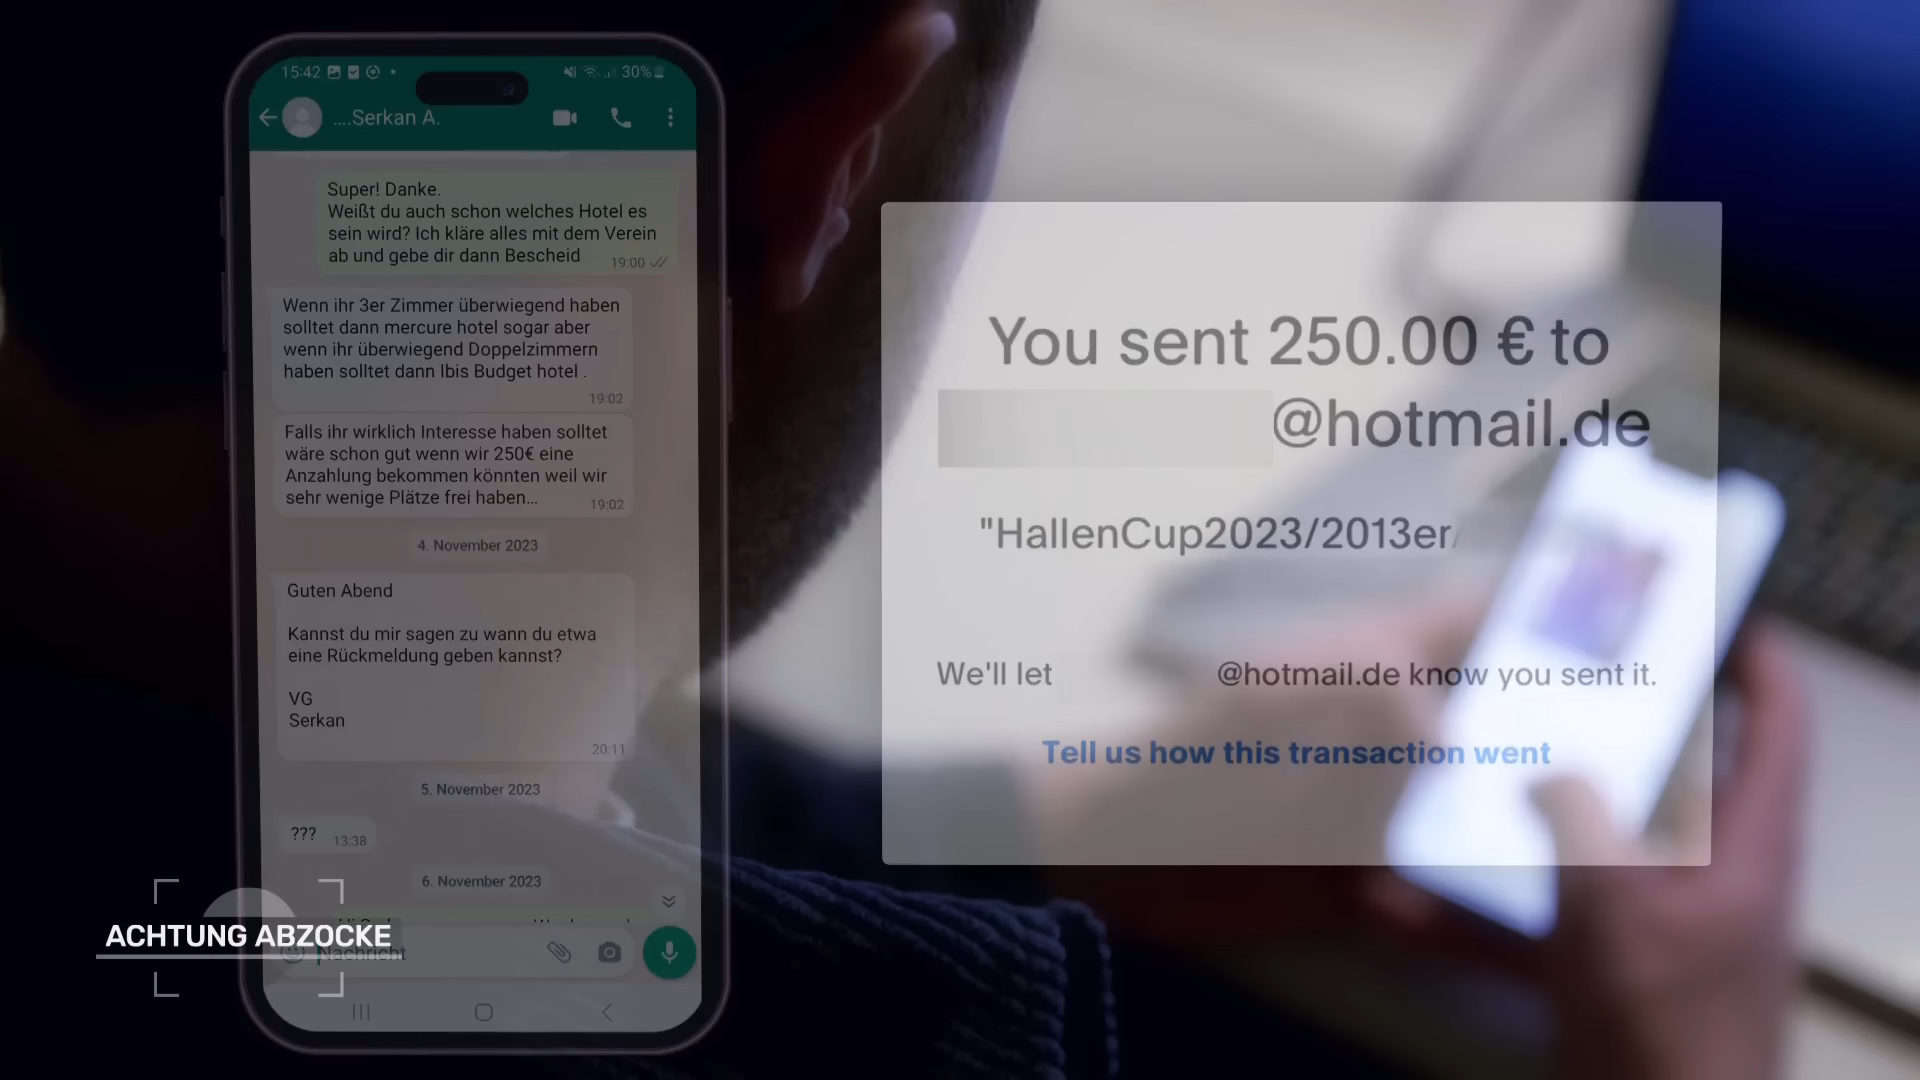 15:42
30%
....Serkan A.
Super! Danke.
Weißt du auch schon welches Hotel es
sein wird? Ich kläre alles mit dem Verein
ab und gebe dir dann Bescheid
19:00
Wenn ihr 3er Zimmer überwiegend haben
solltet dann mercure hotel sogar aber
wenn ihr überwiegend Doppelzimmern
haben solltet dann Ibis Budget hotel .
19:02
Falls ihr wirklich Interesse haben solltet
wäre schon gut wenn wir 250€ eine
Anzahlung bekommen könnten weil wir
sehr wenige Plätze frei haben...
19:02
4. November 2023
Guten Abend
Kannst du mir sagen zu wann du etwa
eine Rückmeldung geben kannst?
VG
Serkan
20:11
5. November 2023
???
13:38
6. November 2023
Nachricht
ACHTUNG ABZOCKE
You sent 250.00 € to
@hotmail.de
"HallenCup2023/2013er/
We'll let @hotmail.de know you sent it.
Tell us how this transaction went